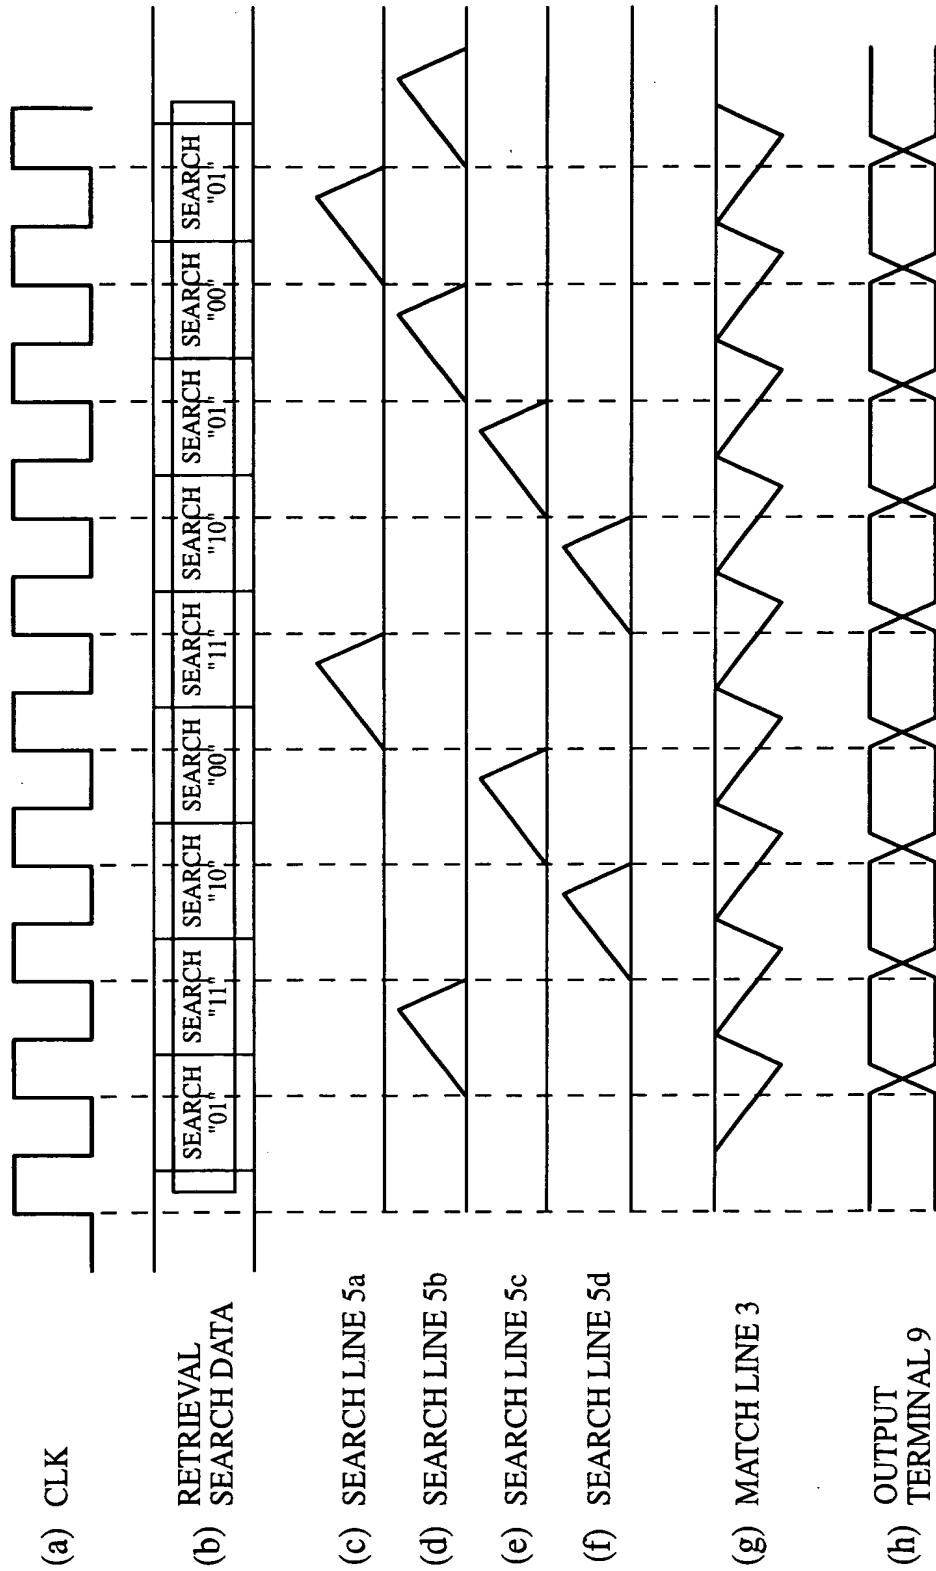 (a) CLK
RETRIEVAL
(b) SEARCH DATA
SEARCH
"01"
SEARCH
"11"
SEARCH
"10"
SEARCH
"00"
SEARCH
"11"
SEARCH
"10"
SEARCH
"01"
SEARCH
"00"
SEARCH
"01"
(c) SEARCH LINE 5a
(d) SEARCH LINE 5b
(e) SEARCH LINE 5c
(f) SEARCH LINE 5d
(g) MATCH LINE 3
OUTPUT
(h) TERMINAL 9